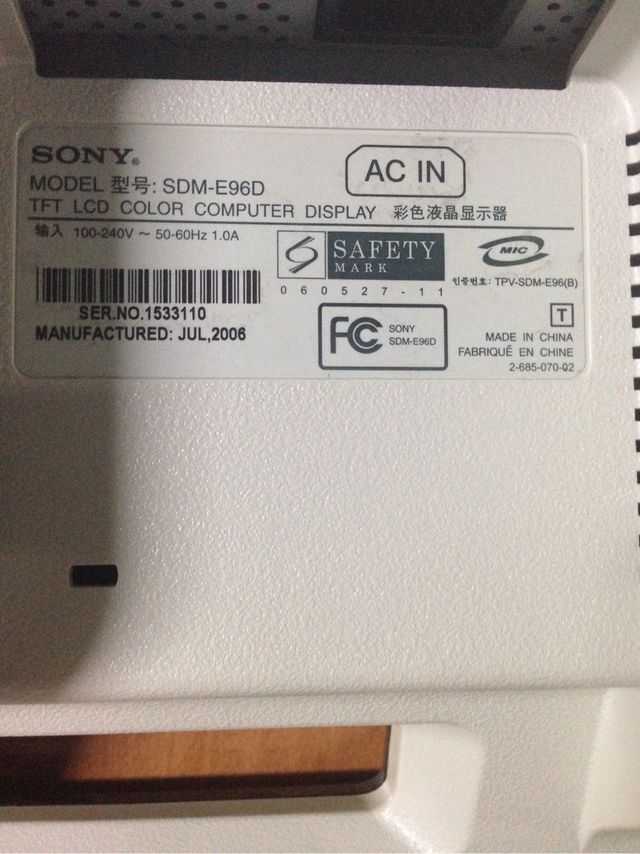 SONY®
MODEL 型号: SDM-E96D
AC IN
TFT LCD COLOR COMPUTER DISPLAY 彩色液晶显示器
输入 100-240V ~ 50-60Hz 1.0A
SAFETY
MARK
060527-11
MIC
인증번호: TPV-SDM-E96(B)
SER.NO.1533110
MANUFACTURED: JUL,2006
FC SONY
SDM-E96D
T
MADE IN CHINA
FABRIQUÉ EN CHINE
2-685-070-02